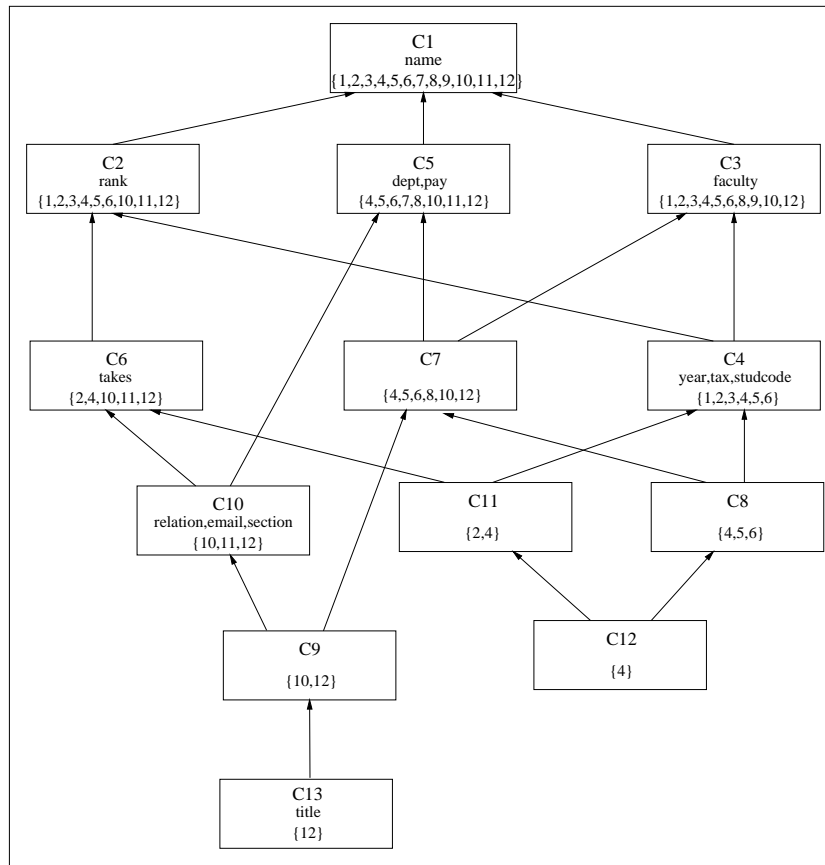 C1
name
{1,2,3,4,5,6,7,8,9,10,11,12}
C2
rank
{1,2,3,4,5,6,10,11,12}
C5
dept,pay
{4,5,6,7,8,10,11,12}
C3
faculty
{1,2,3,4,5,6,8,9,10,12}
C6
takes
{2,4,10,11,12}
C7
{4,5,6,8,10,12}
C4
year,tax,studcode
{1,2,3,4,5,6}
C10
relation,email,section
{10,11,12}
C11
{2,4}
C8
{4,5,6}
C9
{10,12}
C12
{4}
C13
title
{12}